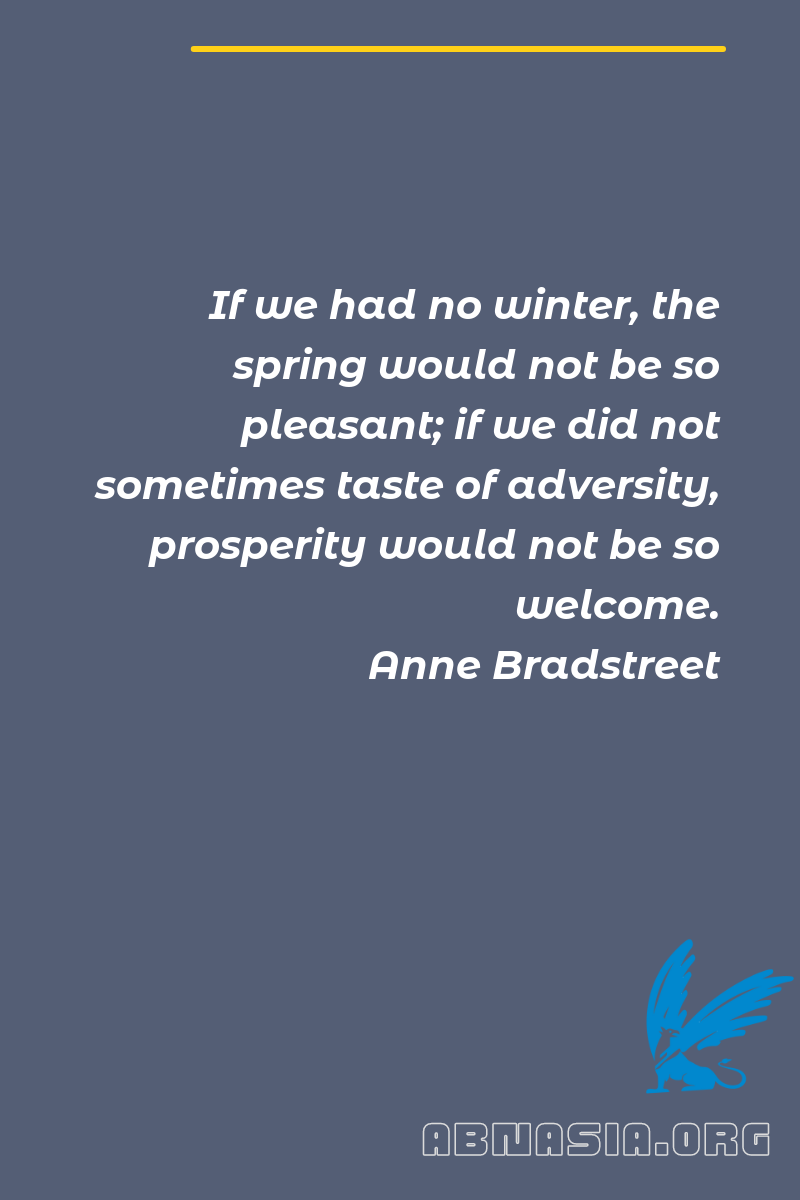 If we had no winter, the
spring would not be so
pleasant; if we did not
sometimes taste of adversity,
prosperity would not be so
welcome.
Anne Bradstreet
ABNASIA.ORG